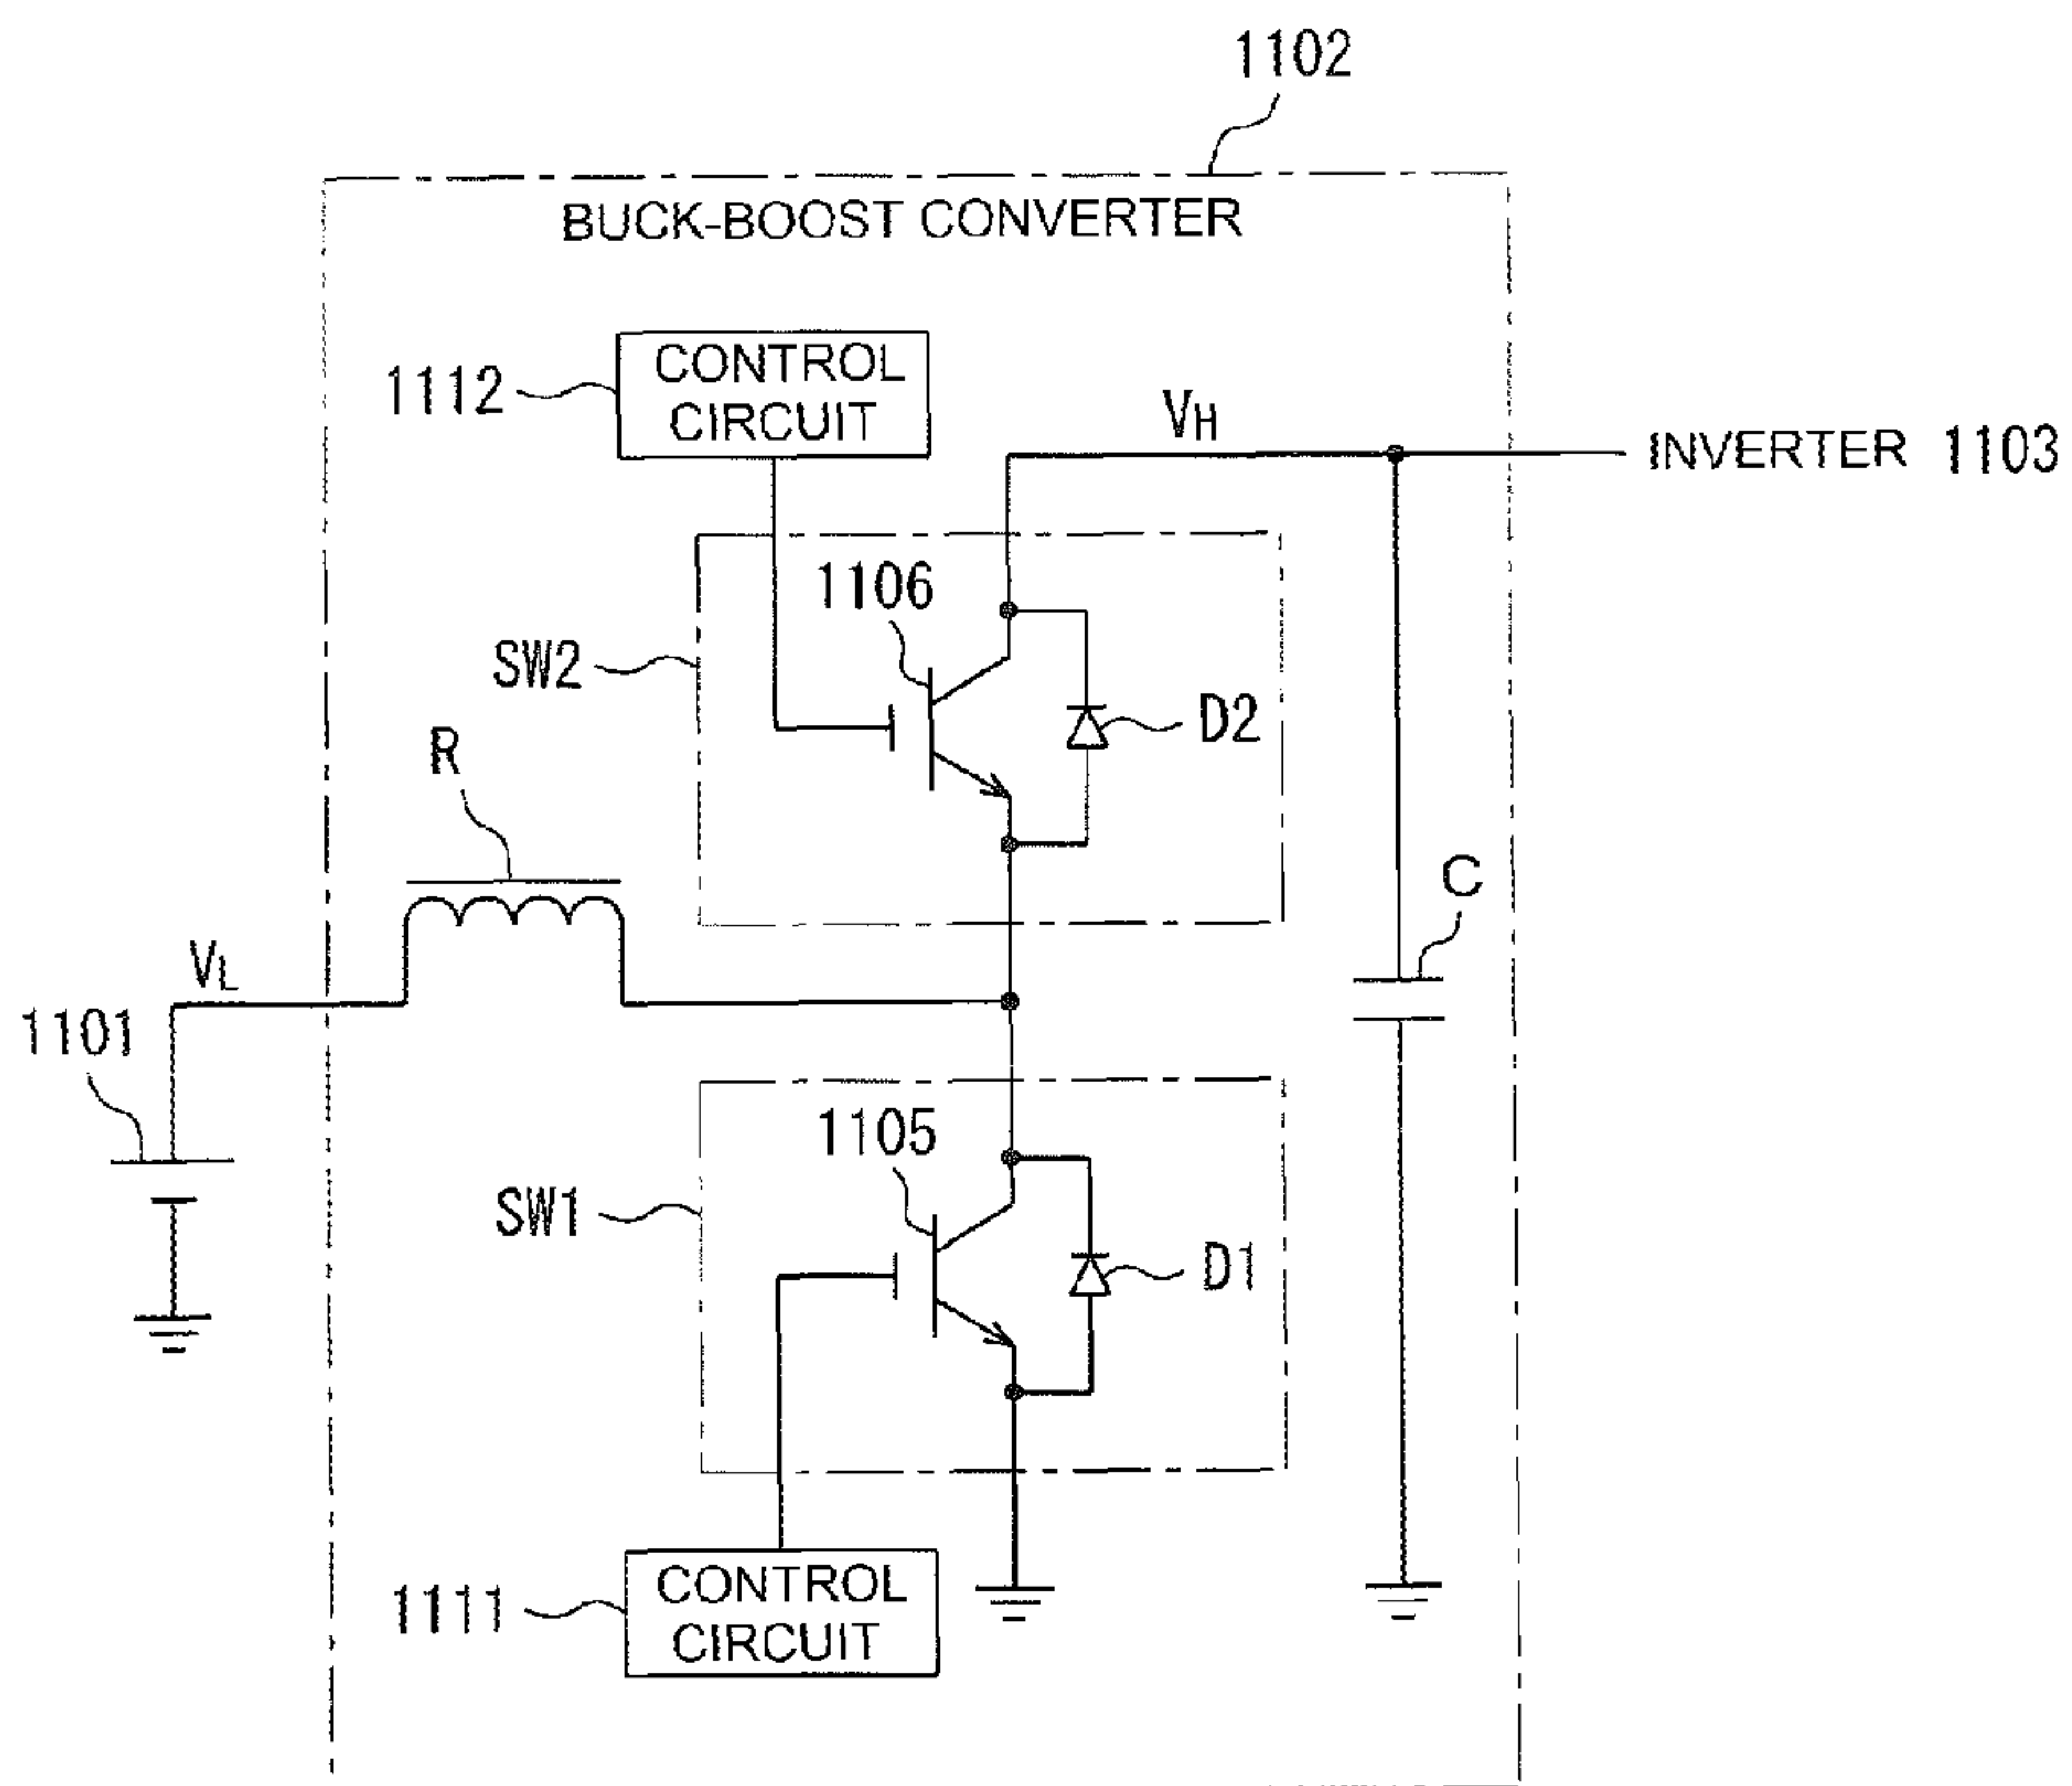 1102
BUCK-BOOST CONVERTER
1112
CONTROL
CIRCUIT
VH
INVERTER 1103
1106
SW2
D2
R
C
VL
1101
1105
SW1
D1
1111
CONTROL
CIRCUIT